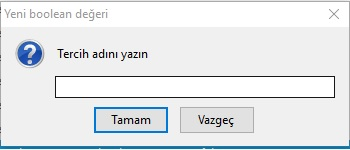 Yeni boolean değeri
Tercih adını yazın
Tamam
Vazgeç